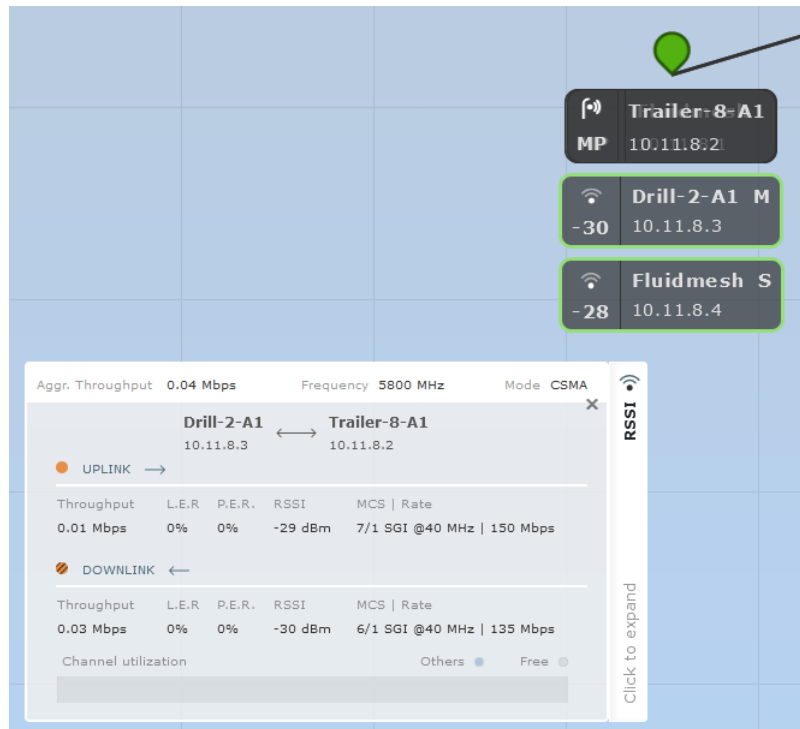 Trailer-8-A1
MP 10.11.8.2
Drill-2-A1 M
-30 10.11.8.3
Fluidmesh S
-28 10.11.8.4
Aggr. Throughput 0.04 Mbps Frequency 5800 MHz Mode CSMA
RSSI
Drill-2-A1 Trailer-8-A1
10.11.8.3 10.11.8.2
UPLINK
Throughput L.E.R P.E.R. RSSI MCS | Rate
0.01 Mbps 0% 0% -29 dBm 7/1 SGI @40 MHz | 150 Mbps
DOWNLINK
Throughput L.E.R P.E.R. RSSI MCS | Rate
0.03 Mbps 0% 0% -30 dBm 6/1 SGI @40 MHz | 135 Mbps
Channel utilization Others Free
Click to expand